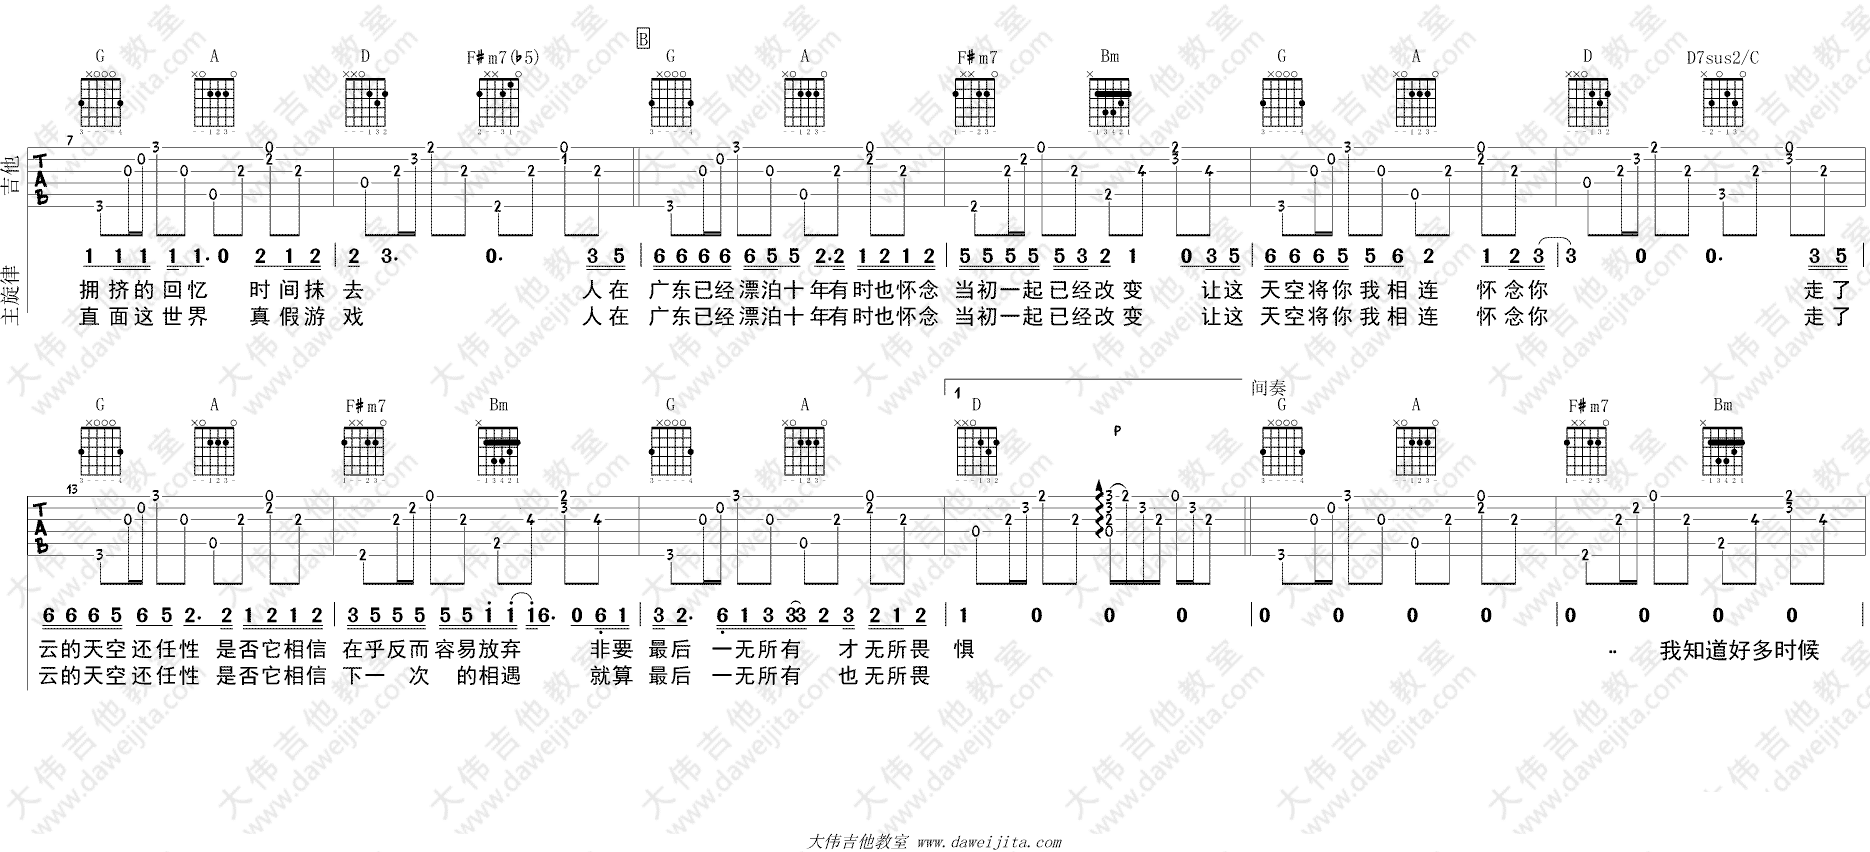 B
G A D F#m7(b5) G A F#m7 Bm G A D D7sus2/C
吉他
7
TAB
主旋律
1 1 1 1 1. 0 2 1 2 | 2 3. 0. 3 5 | 6 6 6 6 6 5 5 2. 2 1 2 1 2 | 5 5 5 5 5 3 2 1 0 3 5 | 6 6 6 5 5 6 2 1 2 3 | 3 0 0. 3 5
拥挤的回忆 时间抹去 人在 广东已经漂泊十年有时也怀念 当初一起已经改变 让这 天空将你我相连 怀念你 走了
直面这世界 真假游戏 人在 广东已经漂泊十年有时也怀念 当初一起已经改变 让这 天空将你我相连 怀念你 走了
1 间奏
G A F#m7 Bm G A D G A F#m7 Bm
P
13
TAB
6 6 6 5 6 5 2. 2 1 2 1 2 | 3 5 5 5 5 5 1 1 1 6. 0 6 1 | 3 2. 6 1 3 3 3 2 3 2 1 2 | 1 0 0 0 | 0 0 0 0 | 0 0 0 0
云的天空还任性 是否它相信 在乎反而容易放弃 非要 最后 一无所有 才无所畏 惧 我知道好多时候
云的天空还任性 是否它相信 下一 次 的相遇 就算 最后 一无所有 也无所畏
大伟吉他教室 www.daweijita.com